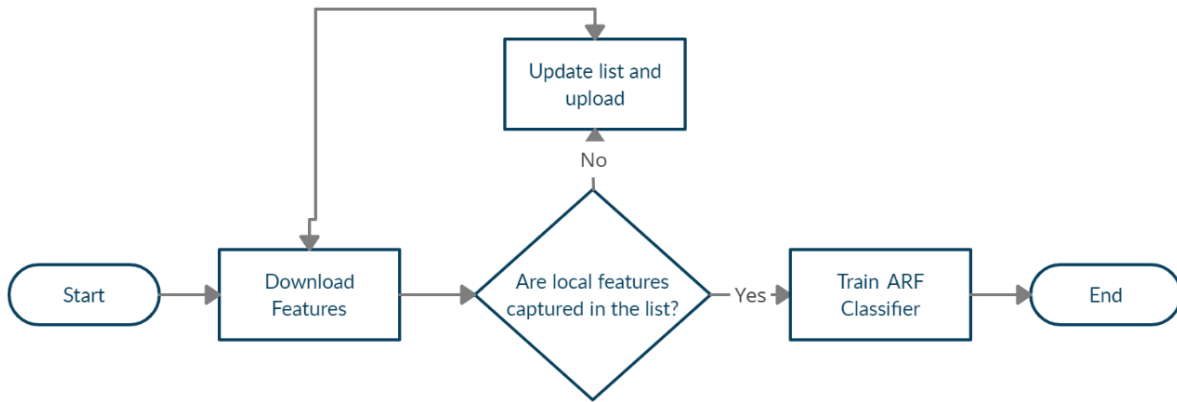 Update list and
upload
No
Start
Download
Features
Are local features
captured in the list?
Yes
Train ARF
Classifier
End